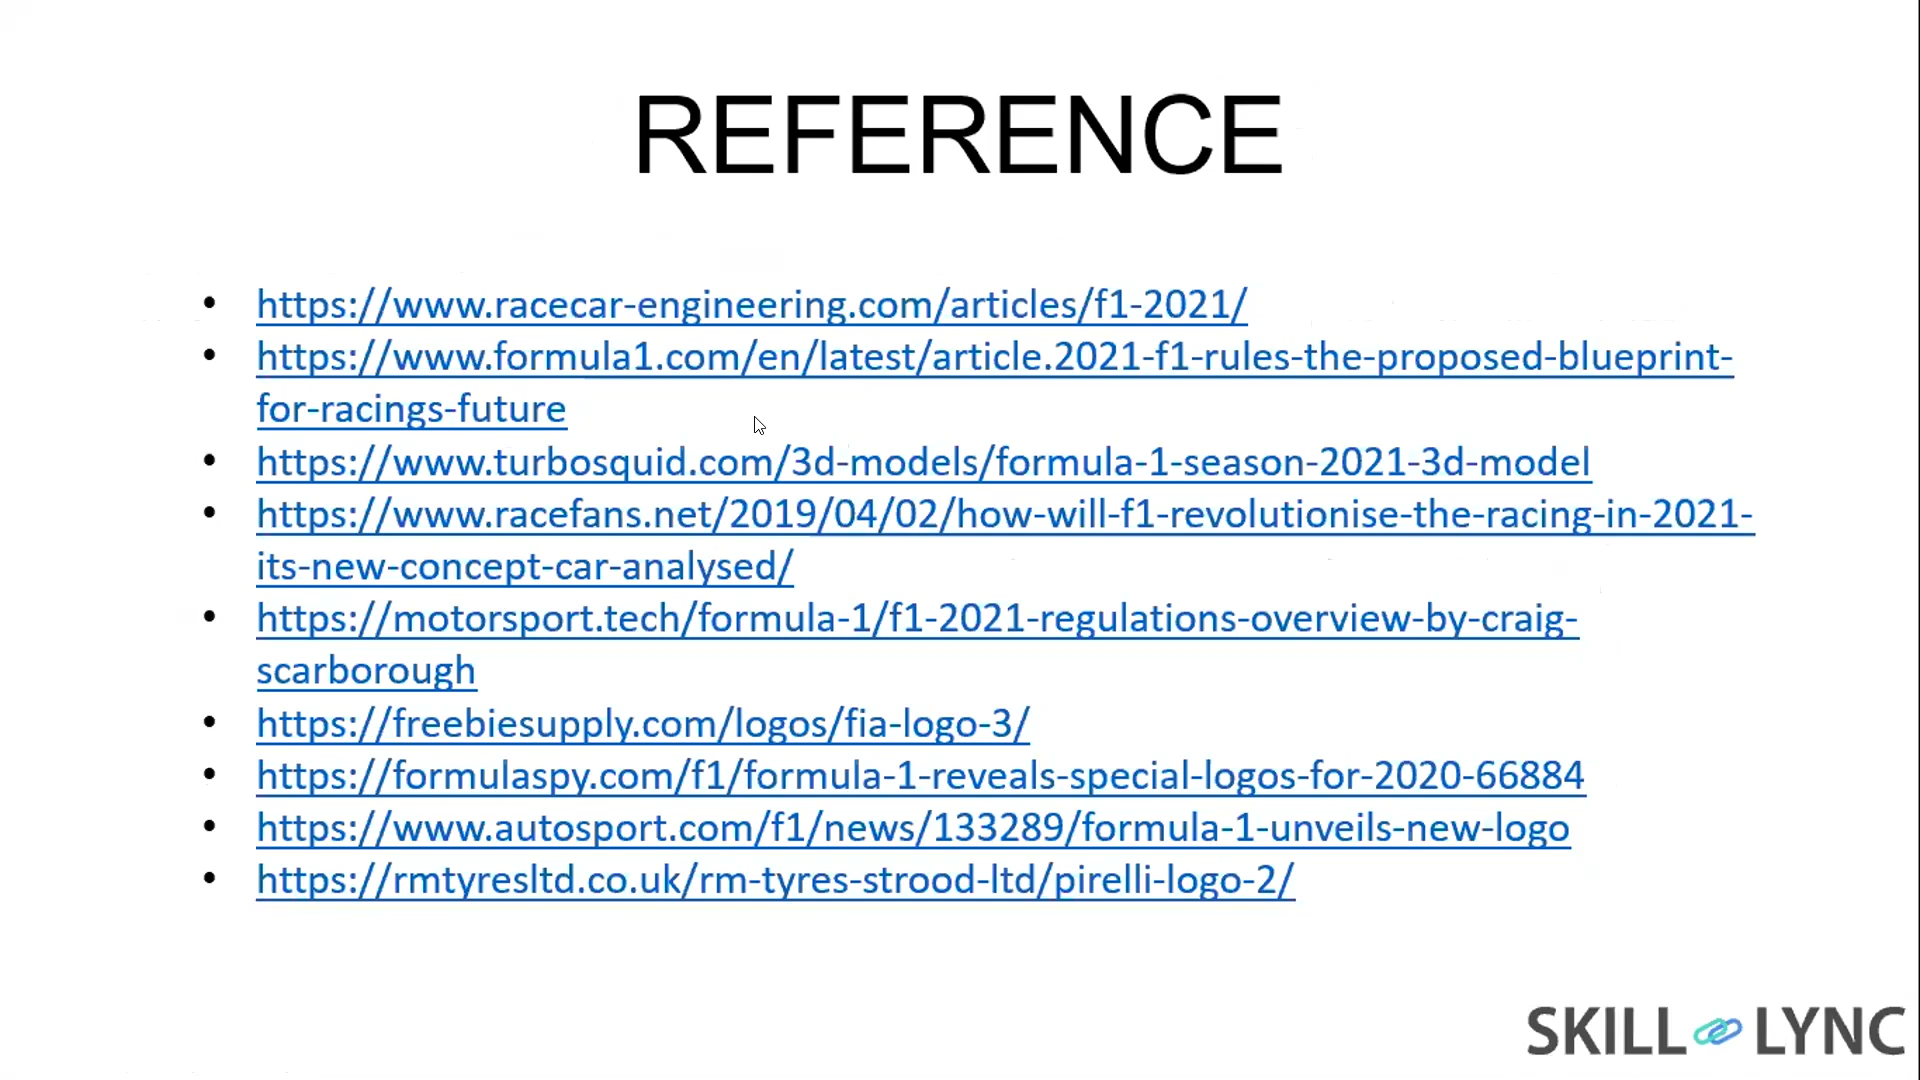 REFERENCE
• https://www.racecar-engineering.com/articles/f1-2021/
• https://www.formula1.com/en/latest/article.2021-f1-rules-the-proposed-blueprint-
for-racings-future
• https://www.turbosquid.com/3d-models/formula-1-season-2021-3d-model
• https://www.racefans.net/2019/04/02/how-will-f1-revolutionise-the-racing-in-2021-
its-new-concept-car-analysed/
• https://motorsport.tech/formula-1/f1-2021-regulations-overview-by-craig-
scarborough
• https://freebiesupply.com/logos/fia-logo-3/
• https://formulaspy.com/f1/formula-1-reveals-special-logos-for-2020-66884
• https://www.autosport.com/f1/news/133289/formula-1-unveils-new-logo
• https://rmtyresltd.co.uk/rm-tyres-strood-ltd/pirelli-logo-2/
SKILL LYNC